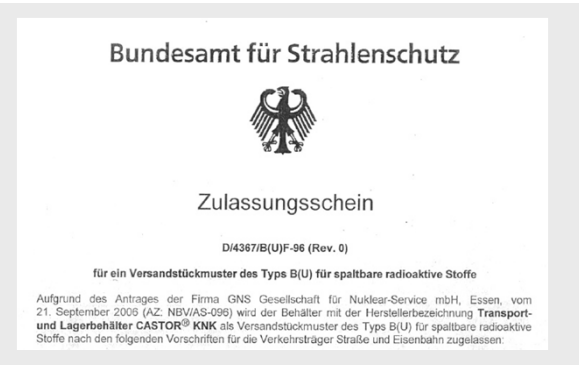 Bundesamt für Strahlenschutz
Zulassungsschein
D/4367/B(U)F-96 (Rev. 0)
für ein Versandstückmuster des Typs B(U) für spaltbare radioaktive Stoffe
Aufgrund des Antrages der Firma GNS Gesellschaft für Nuklear-Service mbH, Essen, vom
21. September 2006 (AZ: NBV/AS-096) wird der Behälter mit der Herstellerbezeichnung Transport-
und Lagerbehälter CASTOR® KNK als Versandstückmuster des Typs B(U) für spaltbare radioaktive
Stoffe nach den folgenden Vorschriften für die Verkehrsträger Straße und Eisenbahn zugelassen: